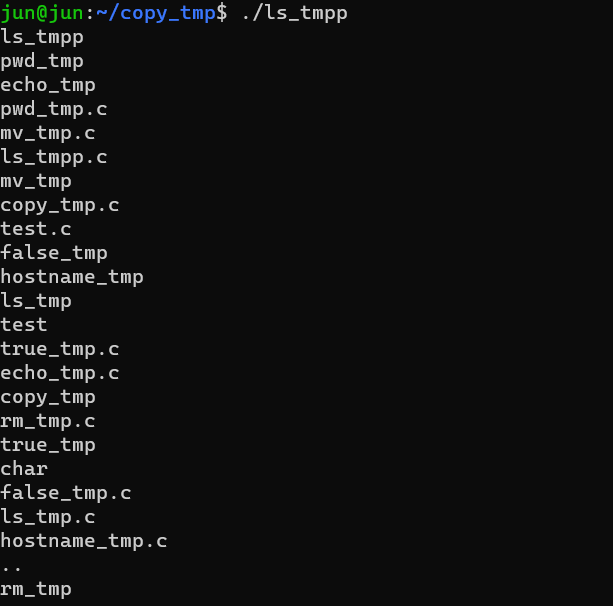 jun@jun:~/copy_tmp$ ./ls_tmpp
ls_tmpp
pwd_tmp
echo_tmp
pwd_tmp.c
mv_tmp.c
ls_tmpp.c
mv_tmp
copy_tmp.c
test.c
false_tmp
hostname_tmp
ls_tmp
test
true_tmp.c
echo_tmp.c
copy_tmp
rm_tmp.c
true_tmp
char
false_tmp.c
ls_tmp.c
hostname_tmp.c
..
rm_tmp